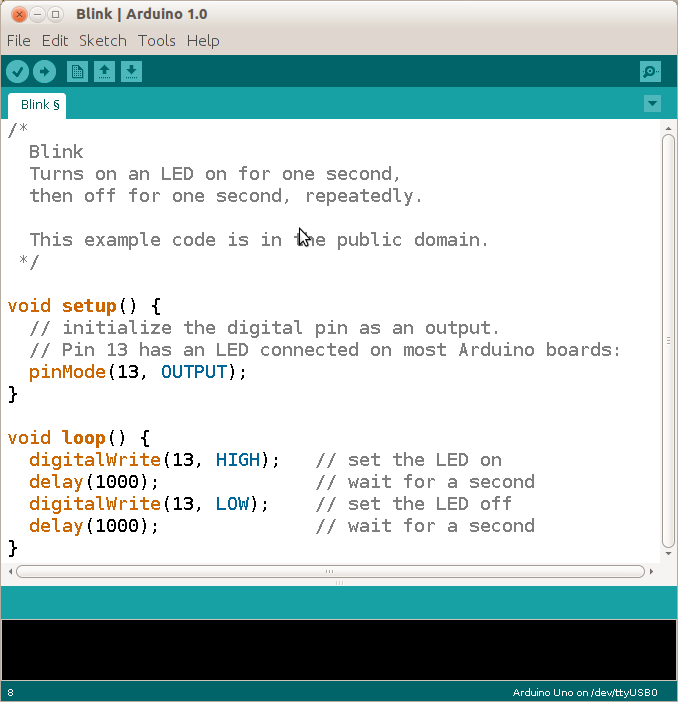 Blink | Arduino 1.0
File Edit Sketch Tools Help
Blink §
/*
  Blink
  Turns on an LED on for one second,
  then off for one second, repeatedly.

  This example code is in the public domain.
 */

void setup() {
  // initialize the digital pin as an output.
  // Pin 13 has an LED connected on most Arduino boards:
  pinMode(13, OUTPUT);
}

void loop() {
  digitalWrite(13, HIGH);   // set the LED on
  delay(1000);              // wait for a second
  digitalWrite(13, LOW);    // set the LED off
  delay(1000);              // wait for a second
}
8
Arduino Uno on /dev/ttyUSB0